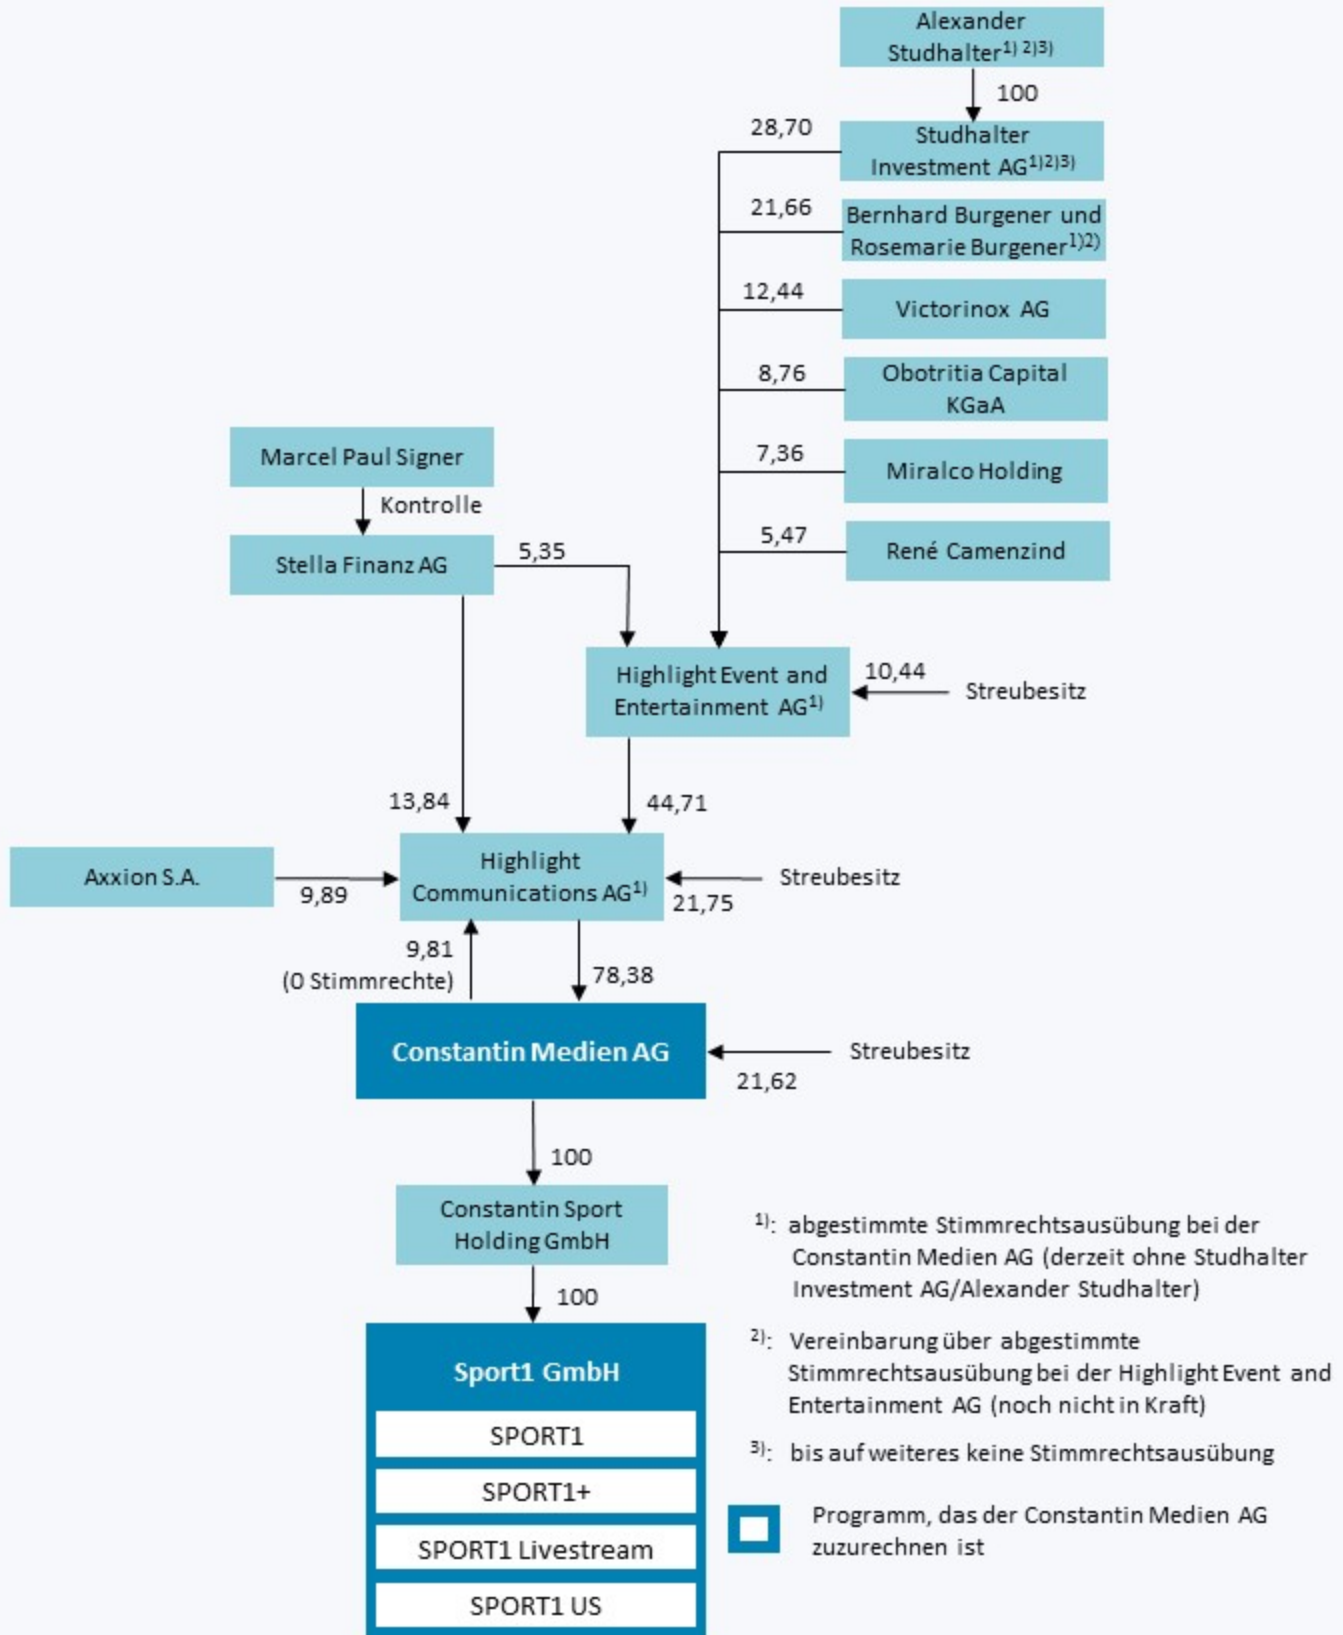 Alexander
Studhalter1) 2)3)
100
28,70
Studhalter
Investment AG1)2)3)
21,66
Bernhard Burgener und
Rosemarie Burgener1)2)
12,44
Victorinox AG
8,76
Obotritia Capital
KGaA
7,36
Miralco Holding
5,47
René Camenzind
Marcel Paul Signer
Kontrolle
Stella Finanz AG
5,35
Highlight Event and
Entertainment AG1)
10,44
Streubesitz
13,84
44,71
Axxion S.A.
9,89
Highlight
Communications AG1)
Streubesitz
21,75
9,81
(0 Stimmrechte)
78,38
Constantin Medien AG
Streubesitz
21,62
100
Constantin Sport
Holding GmbH
100
Sport1 GmbH
SPORT1
SPORT1+
SPORT1 Livestream
SPORT1 US
1): abgestimmte Stimmrechtsausübung bei der
Constantin Medien AG (derzeit ohne Studhalter
Investment AG/Alexander Studhalter)
2): Vereinbarung über abgestimmte
Stimmrechtsausübung bei der Highlight Event and
Entertainment AG (noch nicht in Kraft)
3): bis auf weiteres keine Stimmrechtsausübung
Programm, das der Constantin Medien AG
zuzurechnen ist